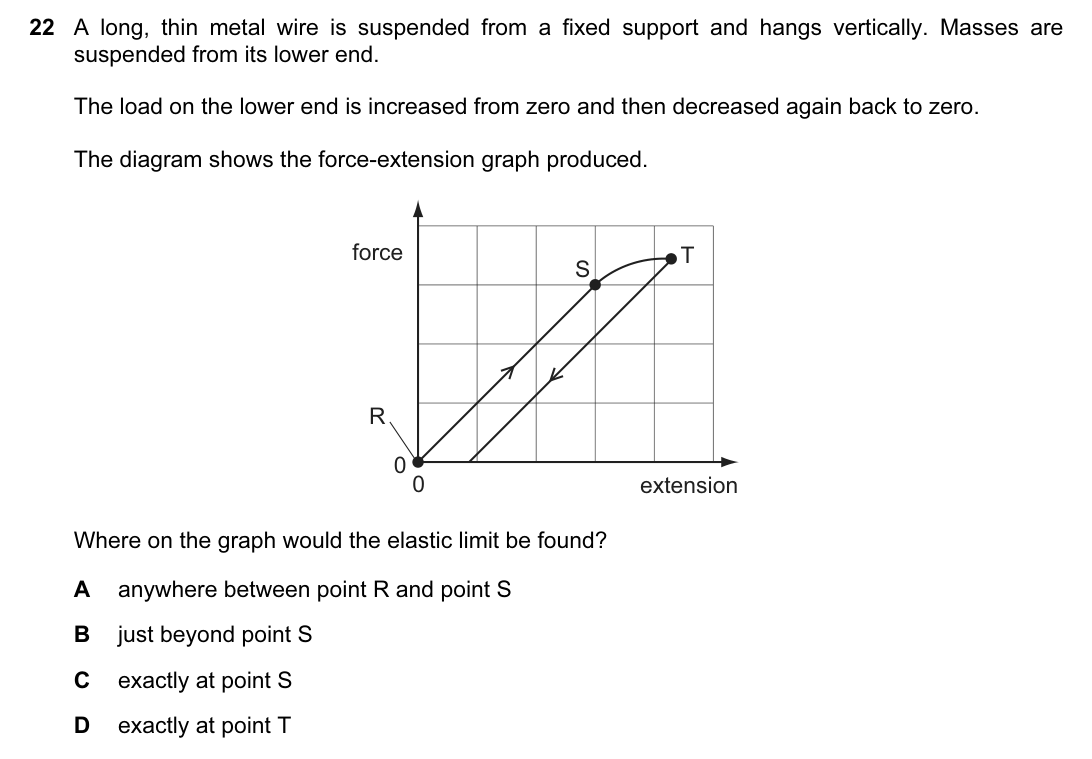 22 A long, thin metal wire is suspended from a fixed support and hangs vertically. Masses are
suspended from its lower end.
The load on the lower end is increased from zero and then decreased again back to zero.
The diagram shows the force-extension graph produced.
force
S
T
R
0
0
extension
Where on the graph would the elastic limit be found?
A anywhere between point R and point S
B just beyond point S
C exactly at point S
D exactly at point T